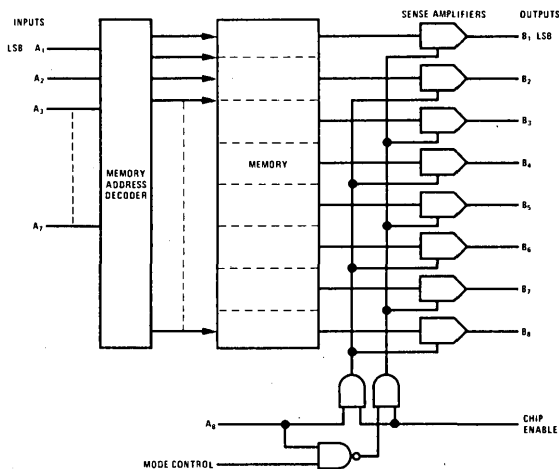 INPUTS
SENSE AMPLIFIERS
OUTPUTS
LSB A₁
B₁ LSB
A₂
B₂
A₃
B₃
MEMORY ADDRESS DECODER
MEMORY
B₄
B₅
A₇
B₆
B₇
B₈
A₈
CHIP ENABLE
MODE CONTROL